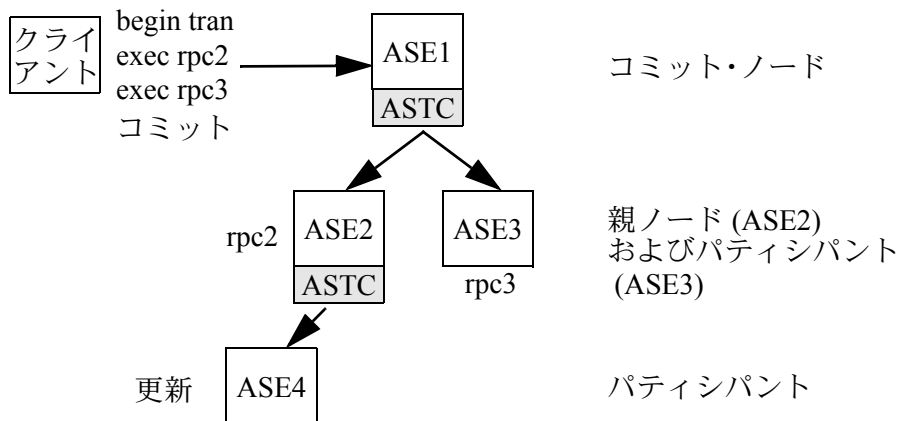 クライ
アント
begin tran
exec rpc2
exec rpc3
コミット
ASE1
ASTC
コミット・ノード
rpc2
ASE2
ASTC
ASE3
rpc3
親ノード (ASE2)
およびパティシパント
(ASE3)
更新
ASE4
パティシパント